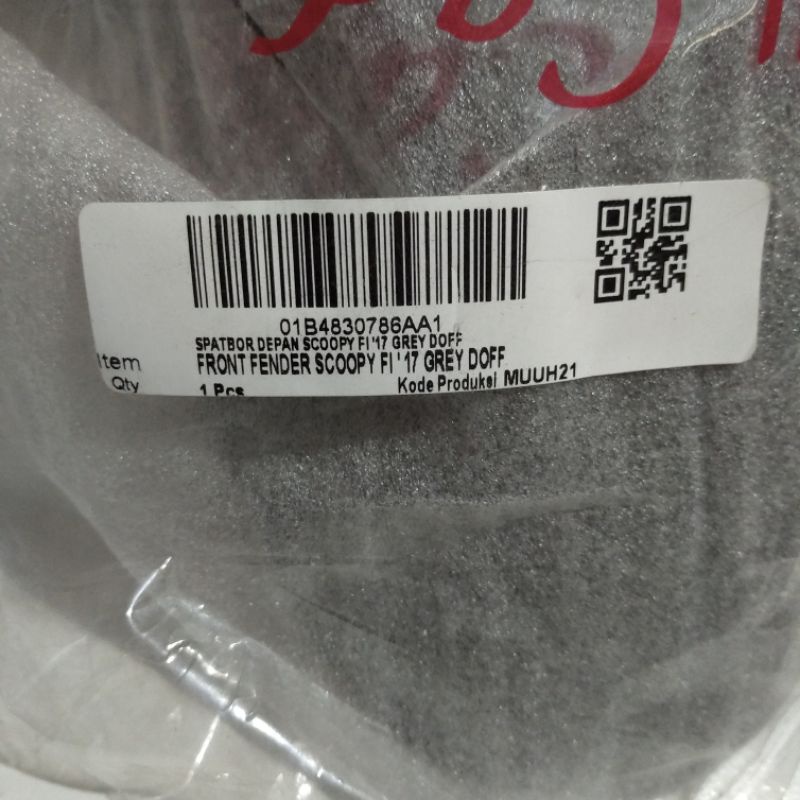 01B4830786AA1
SPATBOR DEPAN SCOOPY FI '17 GREY DOFF
Item FRONT FENDER SCOOPY FI '17 GREY DOFF
Qty 1 Pcs Kode Produksi MUUH21